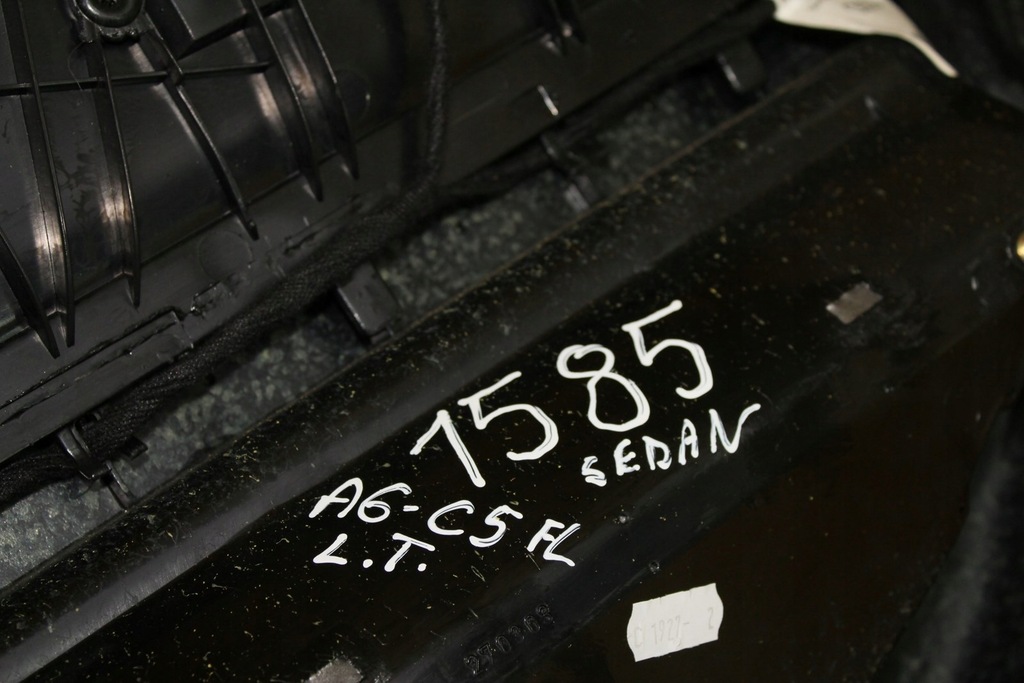 1585
SEDAN
A6-C5 FL
L.T.